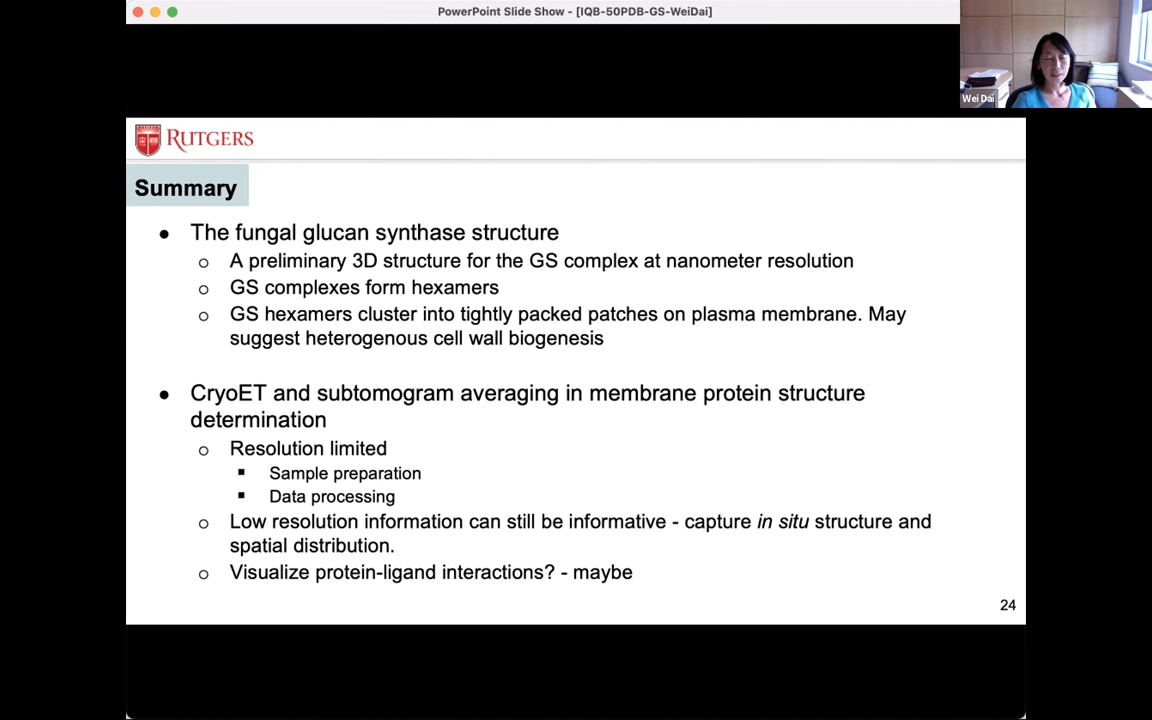 PowerPoint Slide Show - [IQB-50PDB-GS-WeiDai]
Wei Dai
RUTGERS
Summary
● The fungal glucan synthase structure
○ A preliminary 3D structure for the GS complex at nanometer resolution
○ GS complexes form hexamers
○ GS hexamers cluster into tightly packed patches on plasma membrane. May
suggest heterogenous cell wall biogenesis
● CryoET and subtomogram averaging in membrane protein structure
determination
○ Resolution limited
▪ Sample preparation
▪ Data processing
○ Low resolution information can still be informative - capture in situ structure and
spatial distribution.
○ Visualize protein-ligand interactions? - maybe
24